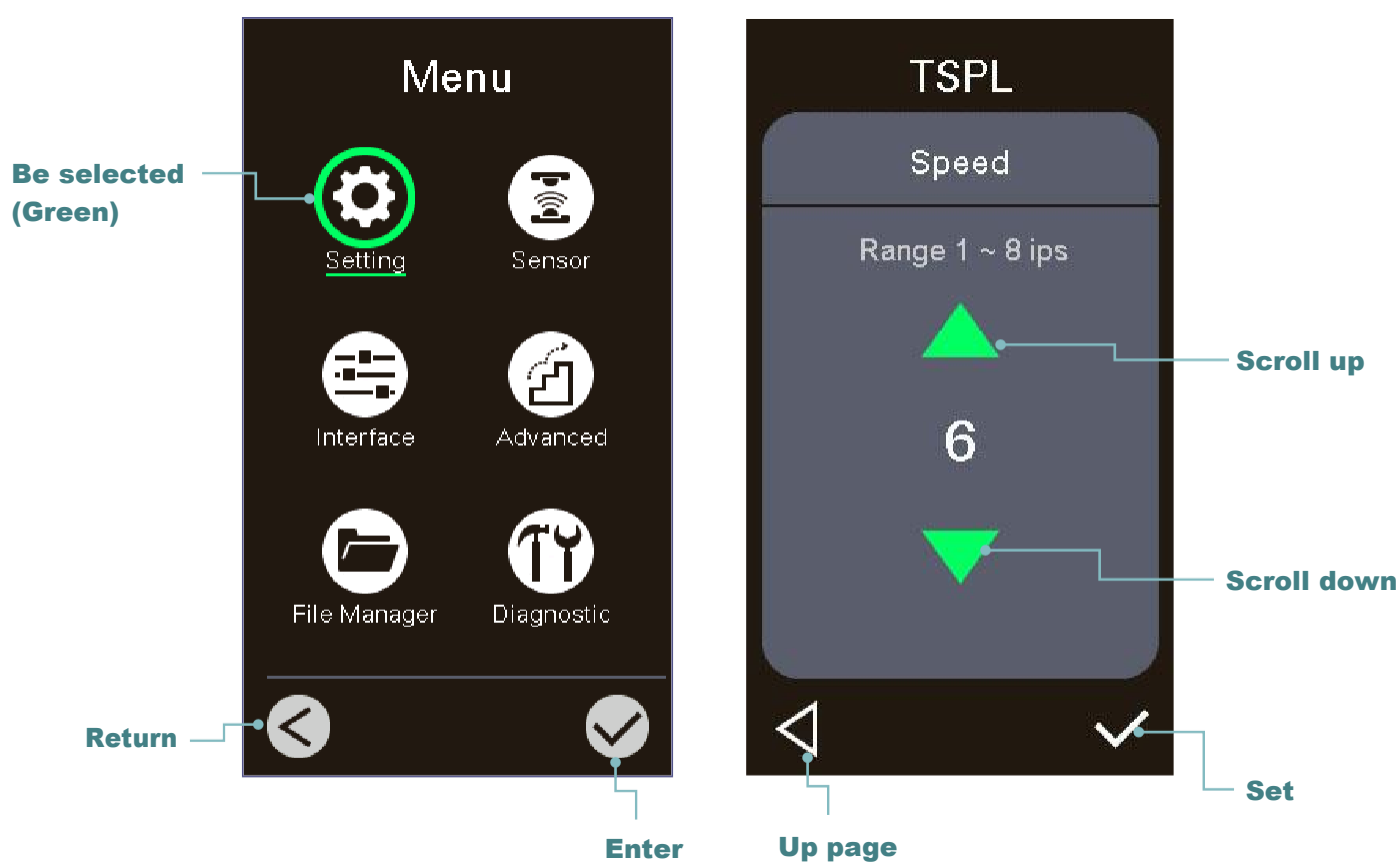 Menu
Be selected
(Green)
Setting
Sensor
Interface
Advanced
File Manager
Diagnostic
Return
Enter
TSPL
Speed
Range 1 ~ 8 ips
Scroll up
6
Scroll down
Set
Up page